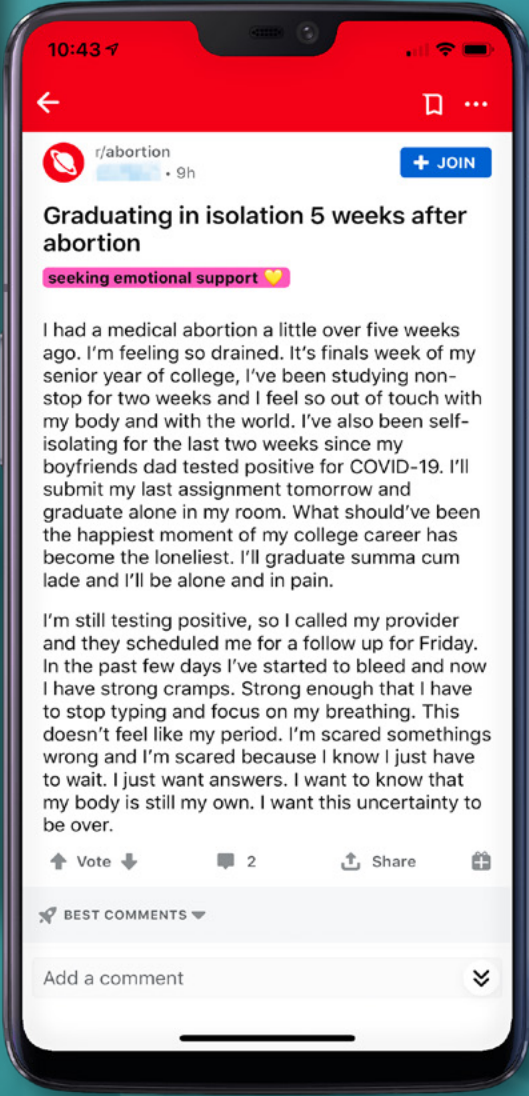 10:43
r/abortion
• 9h
+ JOIN
Graduating in isolation 5 weeks after
abortion
seeking emotional support 💛
I had a medical abortion a little over five weeks
ago. I'm feeling so drained. It's finals week of my
senior year of college, I've been studying non-
stop for two weeks and I feel so out of touch with
my body and with the world. I've also been self-
isolating for the last two weeks since my
boyfriends dad tested positive for COVID-19. I'll
submit my last assignment tomorrow and
graduate alone in my room. What should've been
the happiest moment of my college career has
become the loneliest. I'll graduate summa cum
lade and I'll be alone and in pain.
I'm still testing positive, so I called my provider
and they scheduled me for a follow up for Friday.
In the past few days I've started to bleed and now
I have strong cramps. Strong enough that I have
to stop typing and focus on my breathing. This
doesn't feel like my period. I'm scared somethings
wrong and I'm scared because I know I just have
to wait. I just want answers. I want to know that
my body is still my own. I want this uncertainty to
be over.
Vote 2 Share
BEST COMMENTS
Add a comment